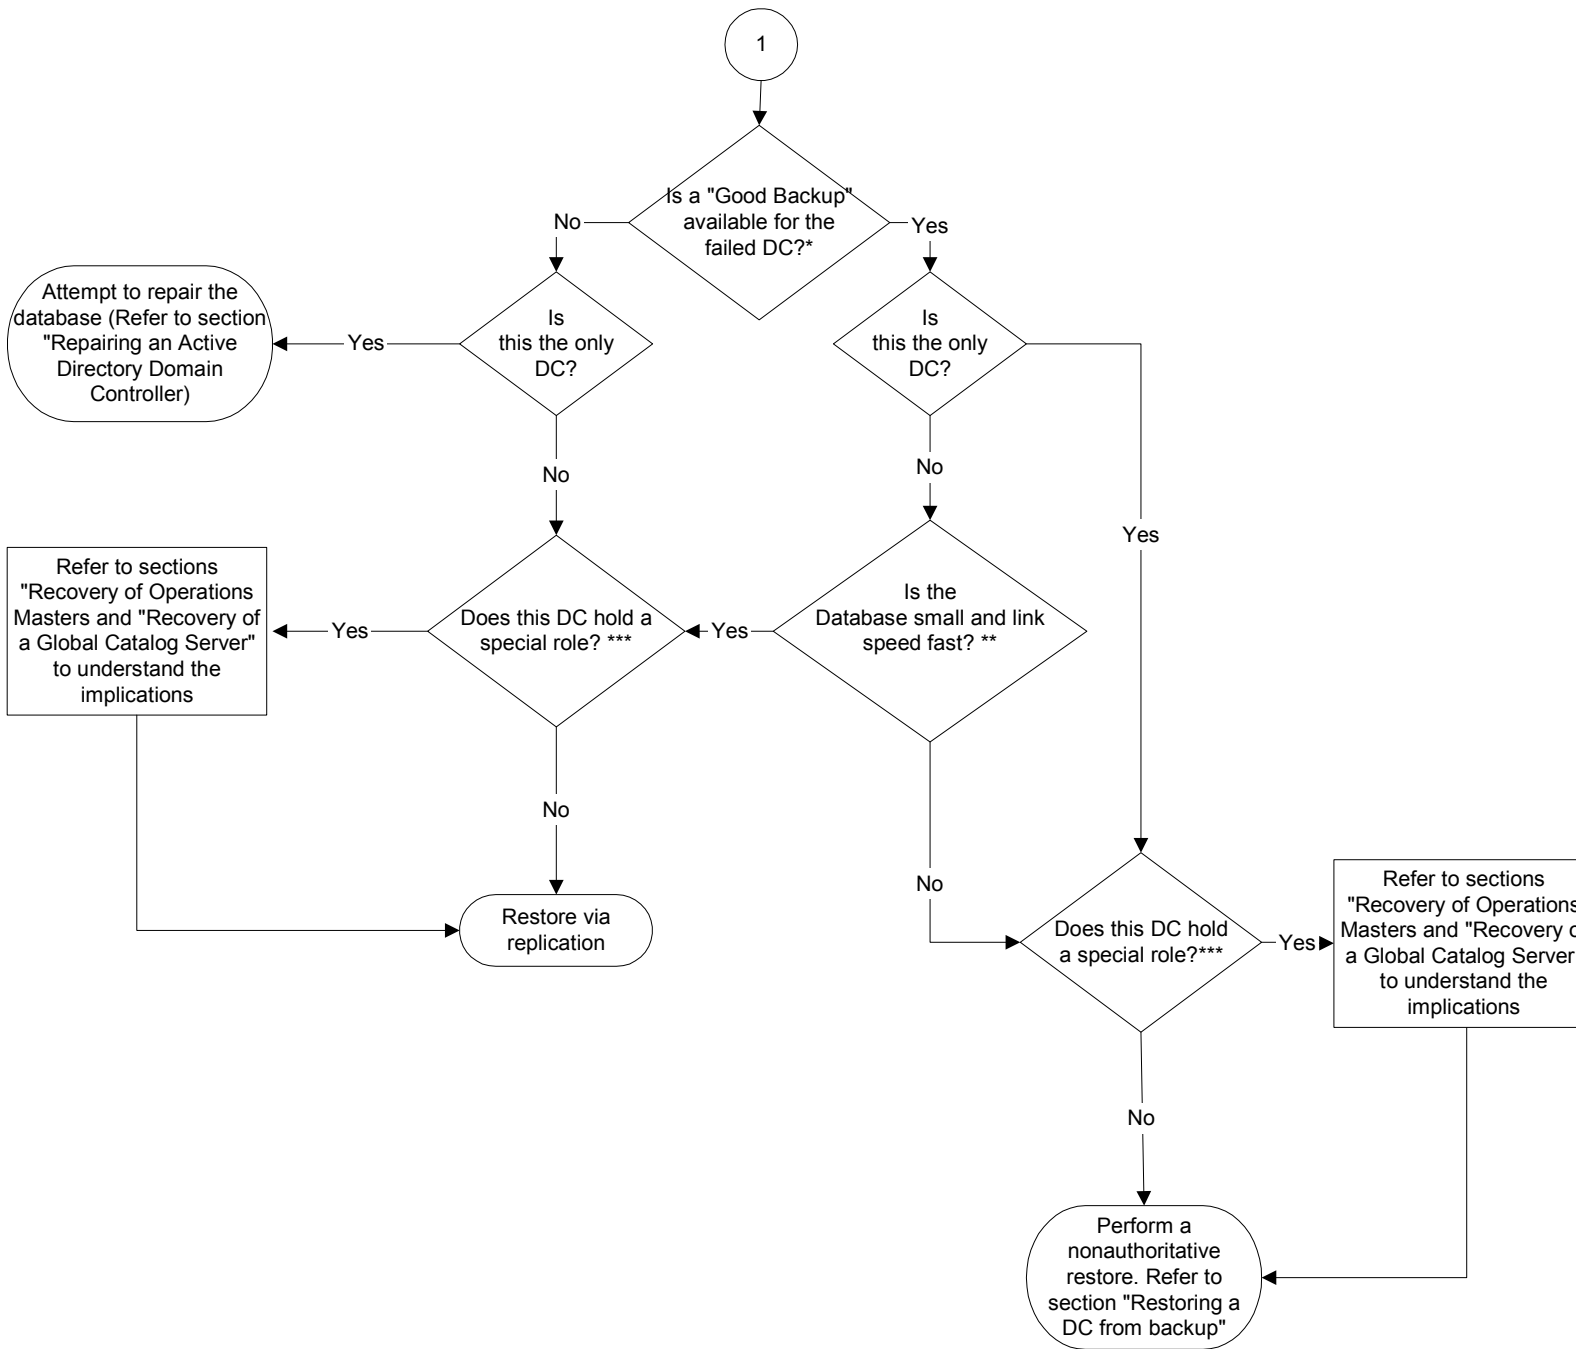 1
Is a "Good Backup"
available for the
failed DC?*
No
Yes
Attempt to repair the
database (Refer to section
"Repairing an Active
Directory Domain
Controller)
Yes
Is
this the only
DC?
Is
this the only
DC?
No
No
Yes
Refer to sections
"Recovery of Operations
Masters and "Recovery of
a Global Catalog Server"
to understand the
implications
Yes
Does this DC hold a
special role? ***
Yes
Is the
Database small and link
speed fast? **
No
No
Restore via
replication
Does this DC hold
a special role?***
Yes
Refer to sections
"Recovery of Operations
Masters and "Recovery
a Global Catalog Server
to understand the
implications
No
Perform a
nonauthoritative
restore. Refer to
section "Restoring a
DC from backup"